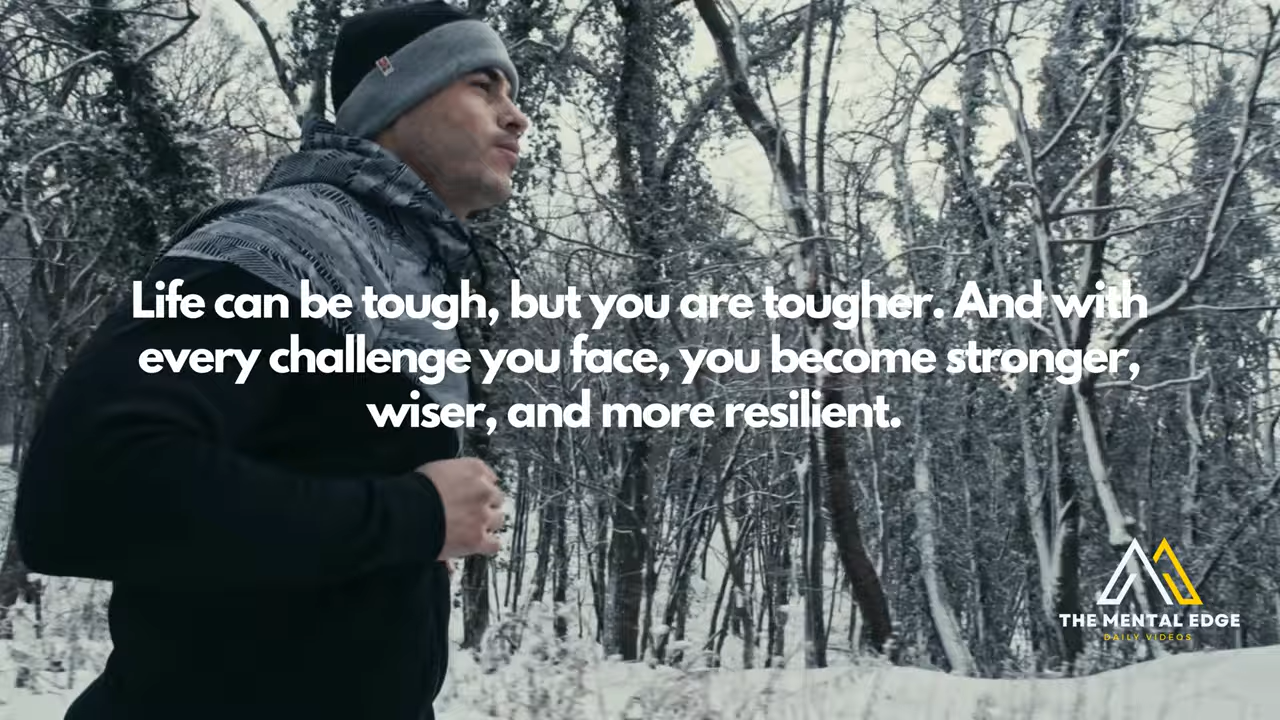 Life can be tough, but you are tougher. And with
every challenge you face, you become stronger,
wiser, and more resilient.
THE MENTAL EDGE
DAILY VIDEOS